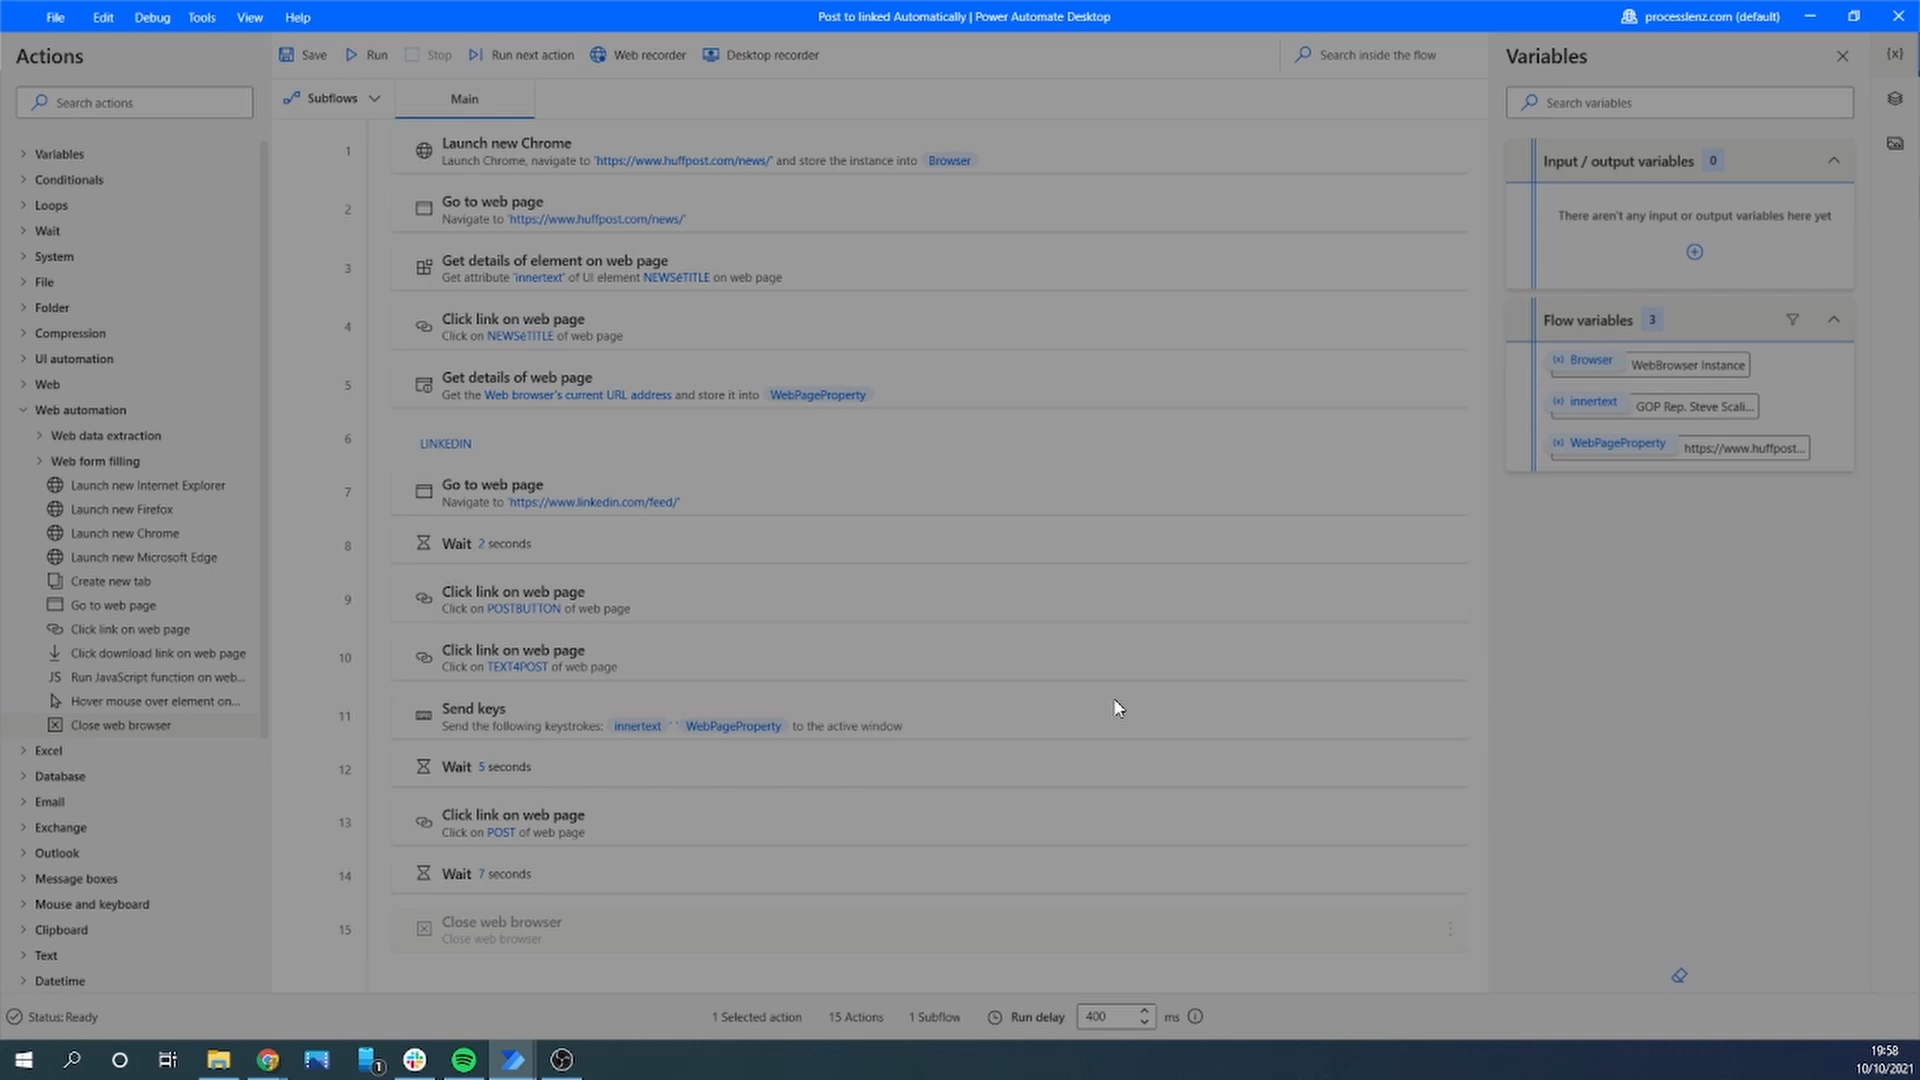 File Edit Debug Tools View Help
Post to linked Automatically | Power Automate Desktop
processlenz.com (default)
Actions
Search actions
Variables
Conditionals
Loops
Wait
System
File
Folder
Compression
UI automation
Web
Web automation
Web data extraction
Web form filling
Launch new Internet Explorer
Launch new Firefox
Launch new Chrome
Launch new Microsoft Edge
Create new tab
Go to web page
Click link on web page
Click download link on web page
JS Run JavaScript function on web...
Hover mouse over element on...
Close web browser
Excel
Database
Email
Exchange
Outlook
Message boxes
Mouse and keyboard
Clipboard
Text
Datetime
Save Run Stop Run next action Web recorder Desktop recorder
Search inside the flow
Subflows
Main
1
Launch new Chrome
Launch Chrome, navigate to 'https://www.huffpost.com/news/' and store the instance into Browser
2
Go to web page
Navigate to 'https://www.huffpost.com/news/'
3
Get details of element on web page
Get attribute 'innertext' of UI element NEWSéTITLE on web page
4
Click link on web page
Click on NEWSéTITLE of web page
5
Get details of web page
Get the Web browser's current URL address and store it into WebPageProperty
6
LINKEDIN
7
Go to web page
Navigate to 'https://www.linkedin.com/feed/'
8
Wait 2 seconds
9
Click link on web page
Click on POSTBUTTON of web page
10
Click link on web page
Click on TEXT4POST of web page
11
Send keys
Send the following keystrokes: innertext ' ' WebPageProperty to the active window
12
Wait 5 seconds
13
Click link on web page
Click on POST of web page
14
Wait 7 seconds
15
Close web browser
Close web browser
Variables
Search variables
Input / output variables 0
There aren't any input or output variables here yet
Flow variables 3
{x} Browser WebBrowser Instance
{x} innertext GOP Rep. Steve Scali...
{x} WebPageProperty https://www.huffpost...
{x}
Status: Ready
1 Selected action 15 Actions 1 Subflow Run delay 400 ms
1
19:58
10/10/2021